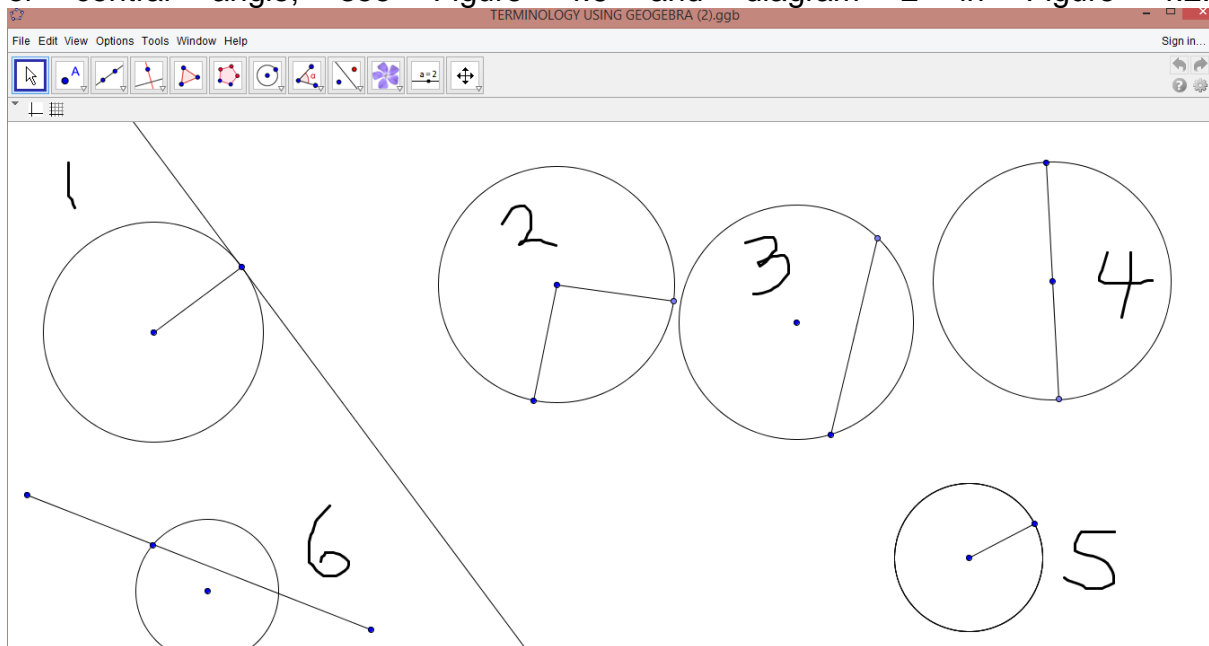 TERMINOLOGY USING GEOGEBRA (2).ggb
File Edit View Options Tools Window Help
Sign in...
A
α
a=2
1
2
3
4
5
6